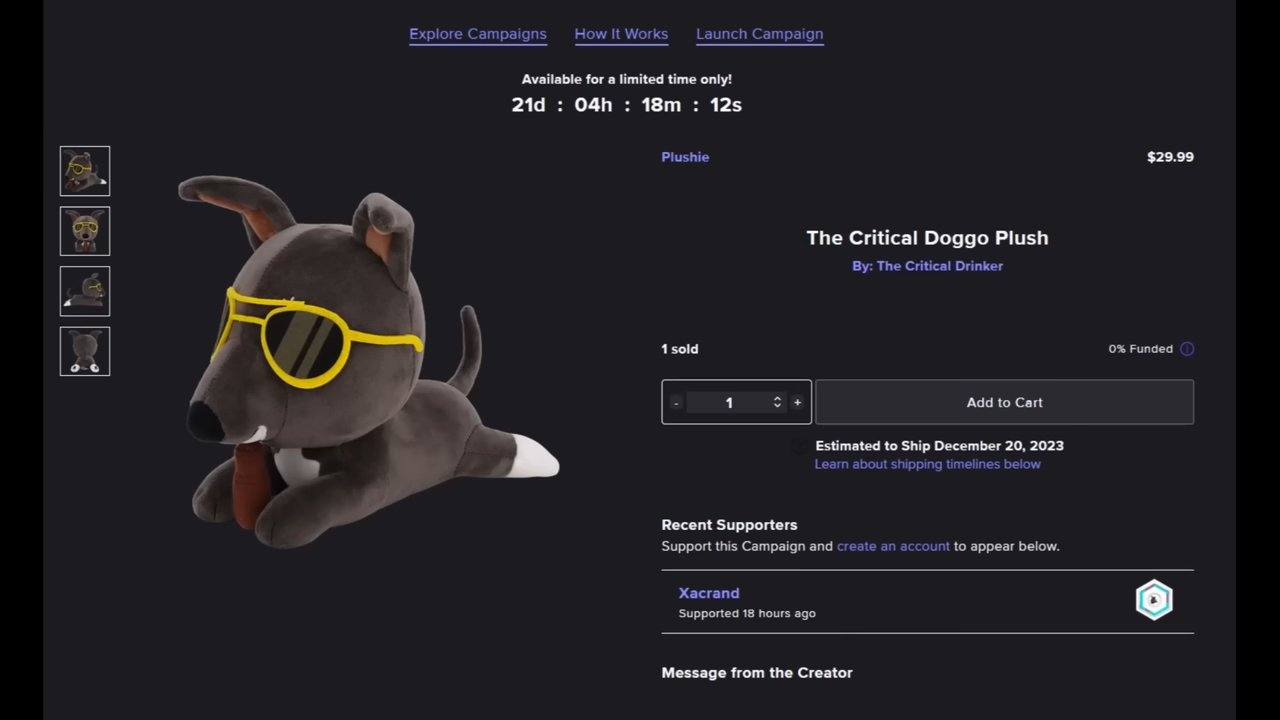 Explore Campaigns How It Works Launch Campaign
Available for a limited time only!
21d : 04h : 18m : 12s
Plushie $29.99
The Critical Doggo Plush
By: The Critical Drinker
1 sold 0% Funded
- 1 + Add to Cart
Estimated to Ship December 20, 2023
Learn about shipping timelines below
Recent Supporters
Support this Campaign and create an account to appear below.
Xacrand
Supported 18 hours ago
Message from the Creator